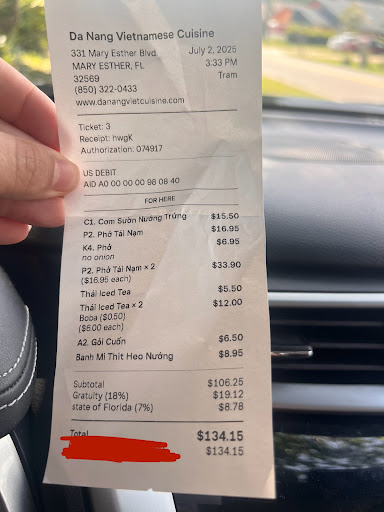 Da Nang Vietnamese Cuisine
331 Mary Esther Blvd. July 2, 2025
MARY ESTHER, FL 3:33 PM
32569 Tram
(850) 322-0433
www.danangvietcuisine.com
Ticket: 3
Receipt: hwgK
Authorization: 074917
US DEBIT
AID A0 00 00 00 98 08 40
FOR HERE
C1. Cơm Sườn Nướng Trứng $15.50
P2. Phở Tái Nạm $16.95
K4. Phở $6.95
no onion
P2. Phở Tái Nạm × 2 $33.90
($16.95 each)
Thái Iced Tea $5.50
Thái Iced Tea × 2 $12.00
Boba ($0.50)
($6.00 each)
A2. Gỏi Cuốn $6.50
Banh Mi Thit Heo Nướng $8.95
Subtotal $106.25
Gratuity (18%) $19.12
state of Florida (7%) $8.78
Total $134.15
$134.15